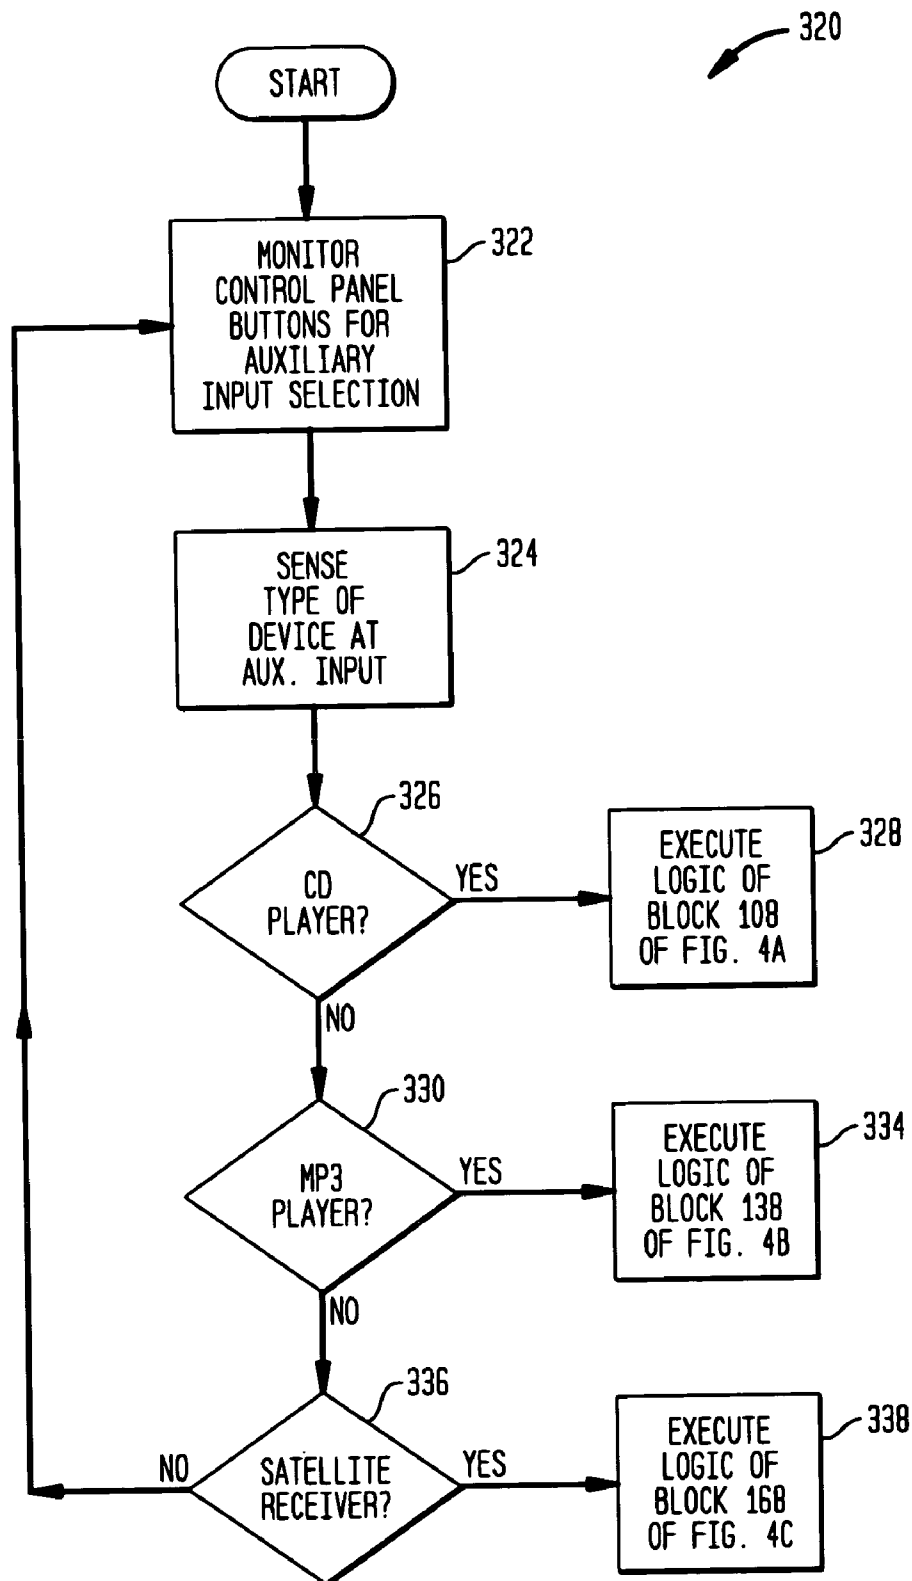 320
START
322
MONITOR
CONTROL PANEL
BUTTONS FOR
AUXILIARY
INPUT SELECTION
324
SENSE
TYPE OF
DEVICE AT
AUX. INPUT
326
CD
PLAYER?
YES
328
EXECUTE
LOGIC OF
BLOCK 108
OF FIG. 4A
NO
330
MP3
PLAYER?
YES
334
EXECUTE
LOGIC OF
BLOCK 138
OF FIG. 4B
NO
336
SATELLITE
RECEIVER?
NO
YES
338
EXECUTE
LOGIC OF
BLOCK 168
OF FIG. 4C